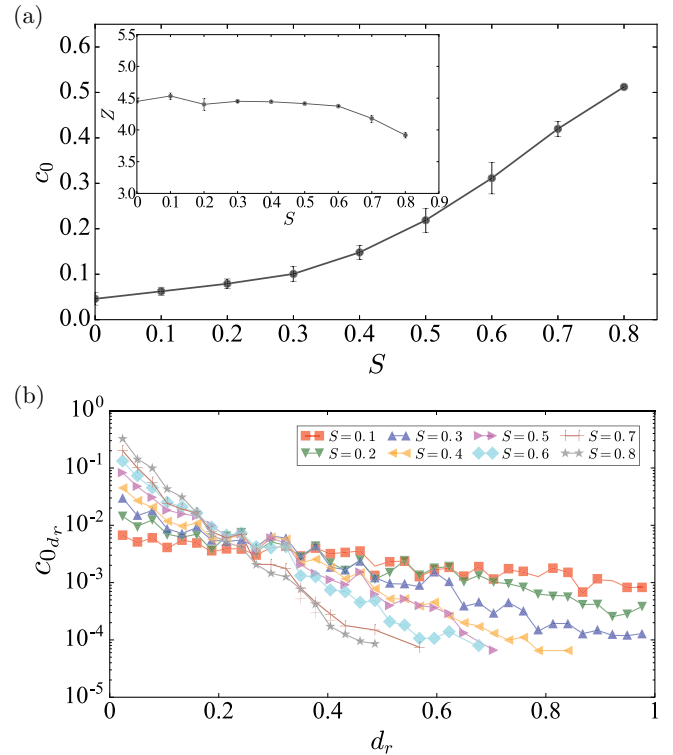 (a)
0.6
0.5
0.4
0.3
0.2
0.1
0.0
c₀
0 0.1 0.2 0.3 0.4 0.5 0.6 0.7 0.8
S
5.5
5.0
4.5
4.0
3.5
3.0
Z
0 0.1 0.2 0.3 0.4 0.5 0.6 0.7 0.8 0.9
S
(b)
10⁰
10⁻¹
10⁻²
10⁻³
10⁻⁴
10⁻⁵
c_{0_{d_r}}
S=0.1 S=0.3 S=0.5 S=0.7
S=0.2 S=0.4 S=0.6 S=0.8
0 0.2 0.4 0.6 0.8 1
d_r